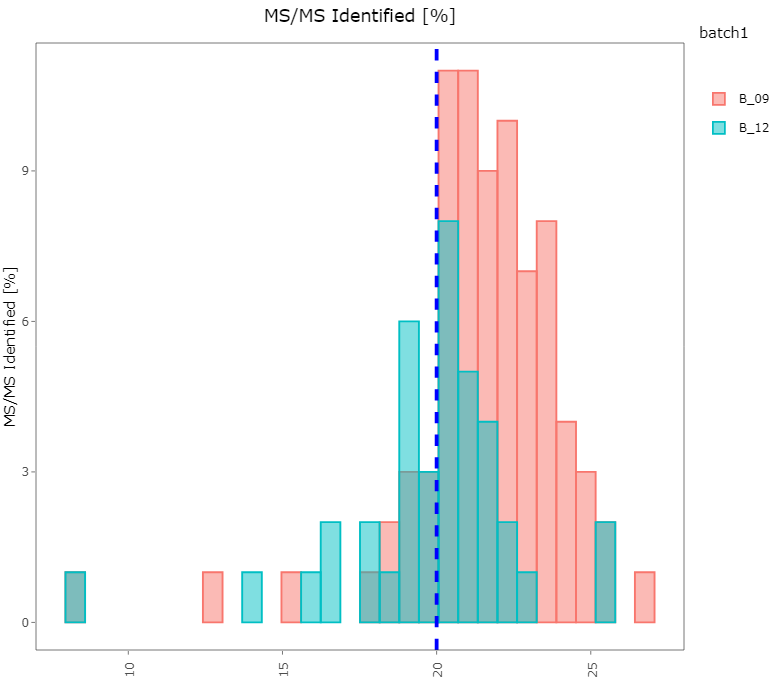 MS/MS Identified [%]
batch1
B_09
B_12
MS/MS Identified [%]
9
6
3
0
10
15
20
25